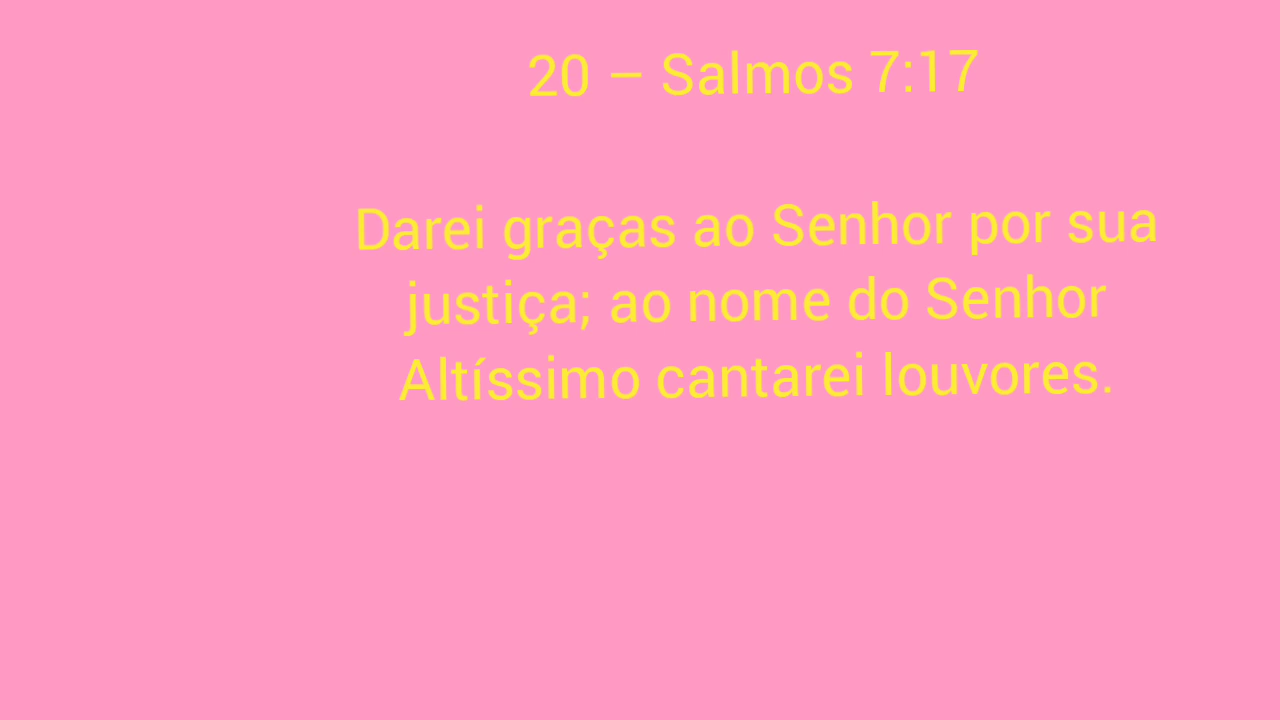 20 – Salmos 7:17
Darei graças ao Senhor por sua
justiça; ao nome do Senhor
Altíssimo cantarei louvores.